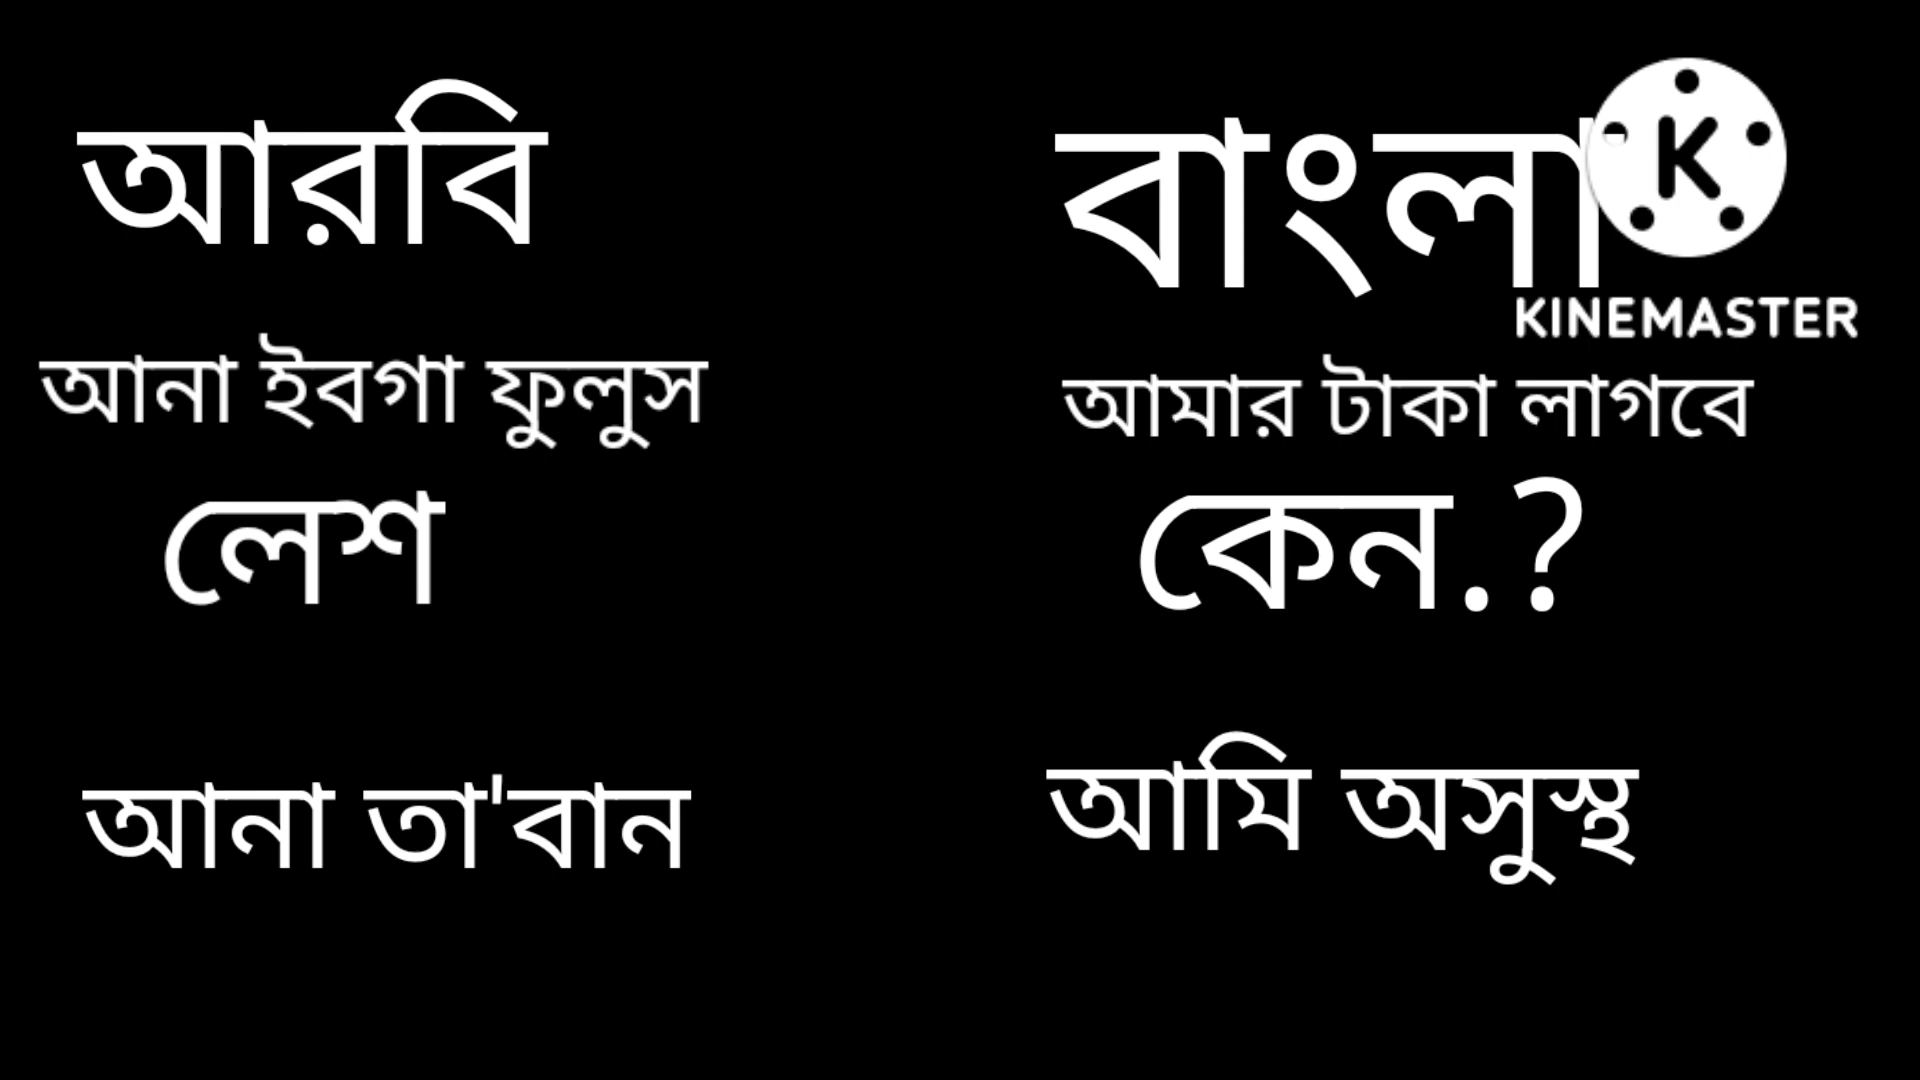 আরবি
বাংলা
KINEMASTER
আনা ইবগা ফুলুস
আমার টাকা লাগবে
লেশ
কেন.?
আনা তা'বান
আমি অসুস্থ